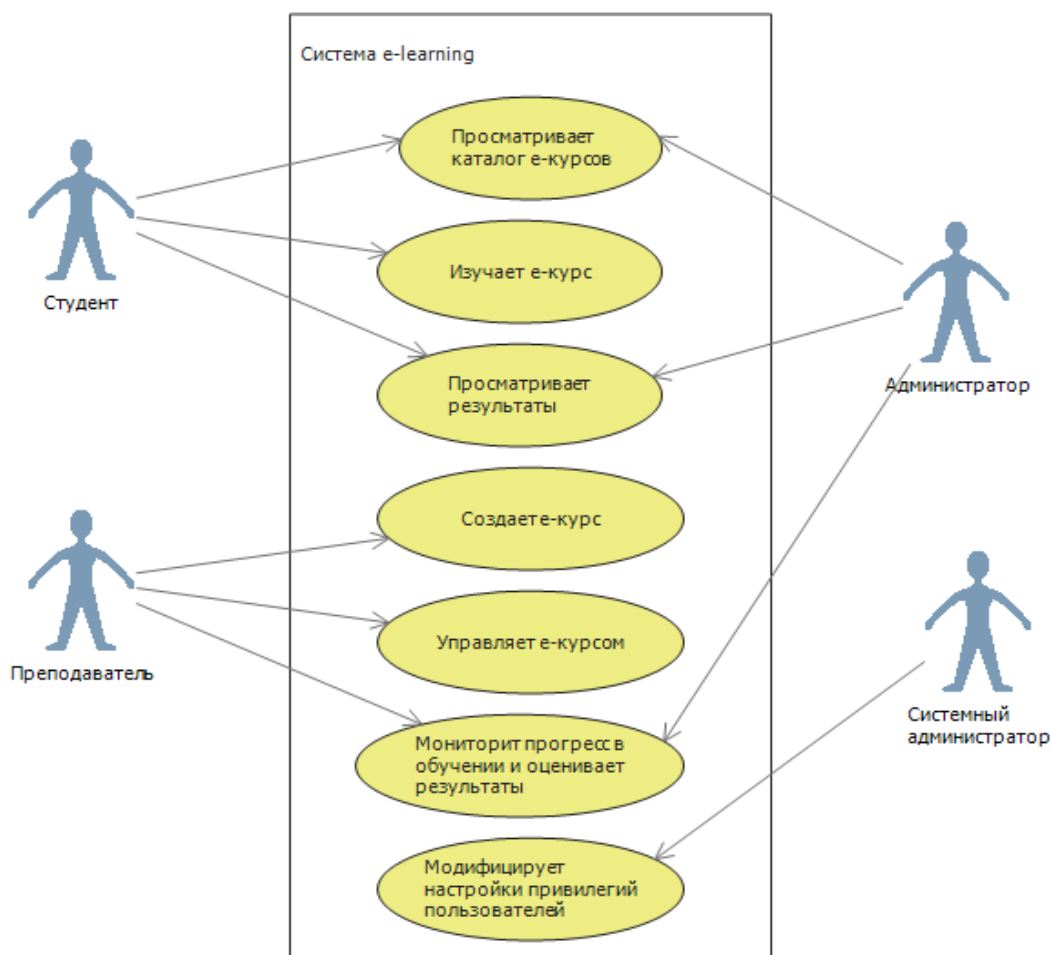 Система e-learning
Просматривает
каталог е-курсов
Изучает е-курс
Студент
Просматривает
результаты
Администратор
Создаете-курс
Управляет е-курсом
Преподаватель
Системный
администратор
Мониторит прогресс в
обучении и оценивает
результаты
Модифицирует
настройки привилегий
пользователей